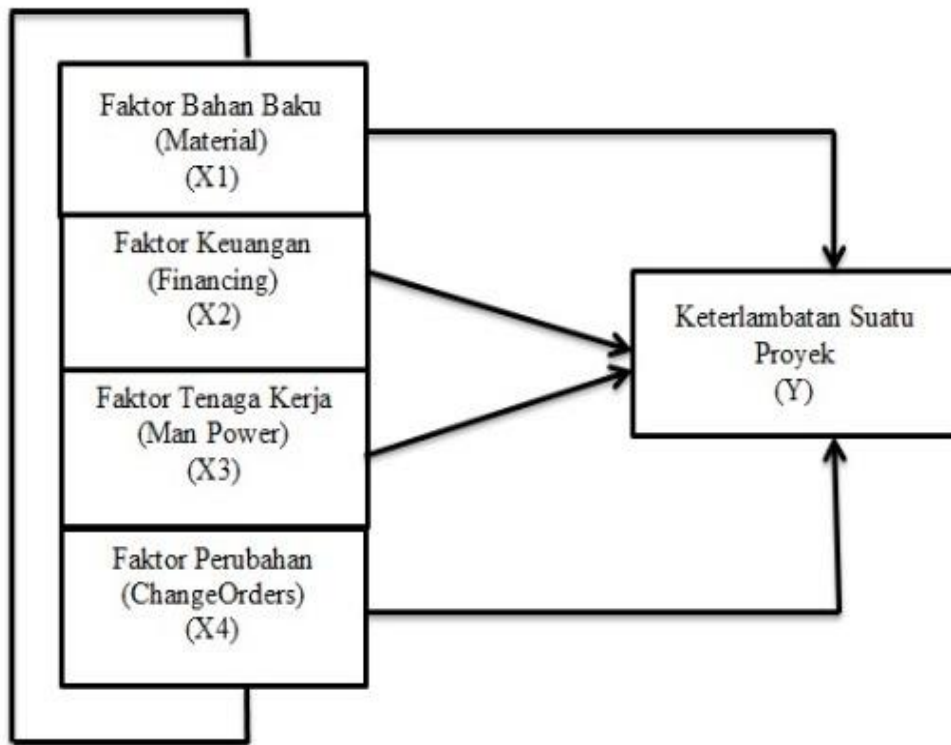 Faktor Bahan Baku
(Material)
(X1)
Faktor Keuangan
(Financing)
(X2)
Faktor Tenaga Kerja
(Man Power)
(X3)
Faktor Perubahan
(ChangeOrders)
(X4)
Keterlambatan Suatu
Proyek
(Y)